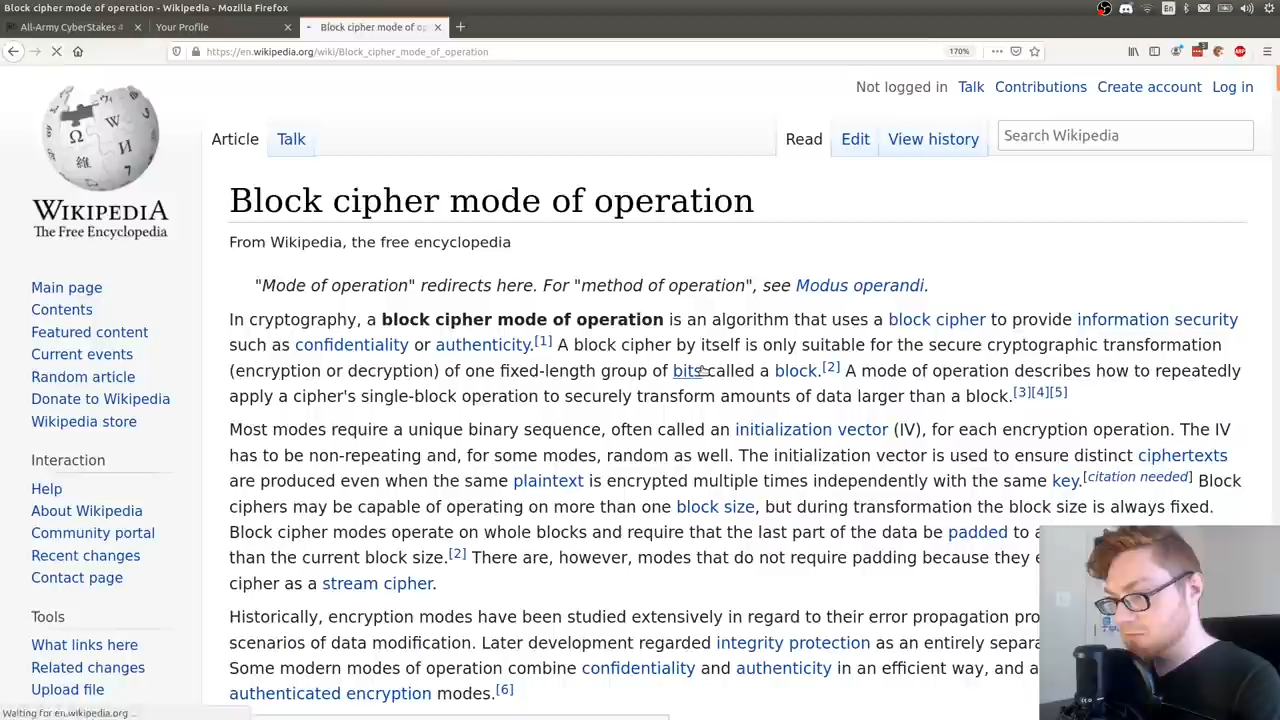 Block cipher mode of operation - Wikipedia - Mozilla Firefox
All-Army CyberStakes 4
Your Profile
Block cipher mode of op
https://en.wikipedia.org/wiki/Block_cipher_mode_of_operation
170%
Not logged in Talk Contributions Create account Log in
Article Talk Read Edit View history Search Wikipedia
WIKIPEDIA
The Free Encyclopedia
Main page
Contents
Featured content
Current events
Random article
Donate to Wikipedia
Wikipedia store
Interaction
Help
About Wikipedia
Community portal
Recent changes
Contact page
Tools
What links here
Related changes
Upload file
Block cipher mode of operation
From Wikipedia, the free encyclopedia
"Mode of operation" redirects here. For "method of operation", see Modus operandi.
In cryptography, a block cipher mode of operation is an algorithm that uses a block cipher to provide information security
such as confidentiality or authenticity.[1] A block cipher by itself is only suitable for the secure cryptographic transformation
(encryption or decryption) of one fixed-length group of bits called a block.[2] A mode of operation describes how to repeatedly
apply a cipher's single-block operation to securely transform amounts of data larger than a block.[3][4][5]
Most modes require a unique binary sequence, often called an initialization vector (IV), for each encryption operation. The IV
has to be non-repeating and, for some modes, random as well. The initialization vector is used to ensure distinct ciphertexts
are produced even when the same plaintext is encrypted multiple times independently with the same key.[citation needed] Block
ciphers may be capable of operating on more than one block size, but during transformation the block size is always fixed.
Block cipher modes operate on whole blocks and require that the last part of the data be padded to a
than the current block size.[2] There are, however, modes that do not require padding because they e
cipher as a stream cipher.
Historically, encryption modes have been studied extensively in regard to their error propagation pro
scenarios of data modification. Later development regarded integrity protection as an entirely separa
Some modern modes of operation combine confidentiality and authenticity in an efficient way, and a
authenticated encryption modes.[6]
Waiting for en.wikipedia.org...